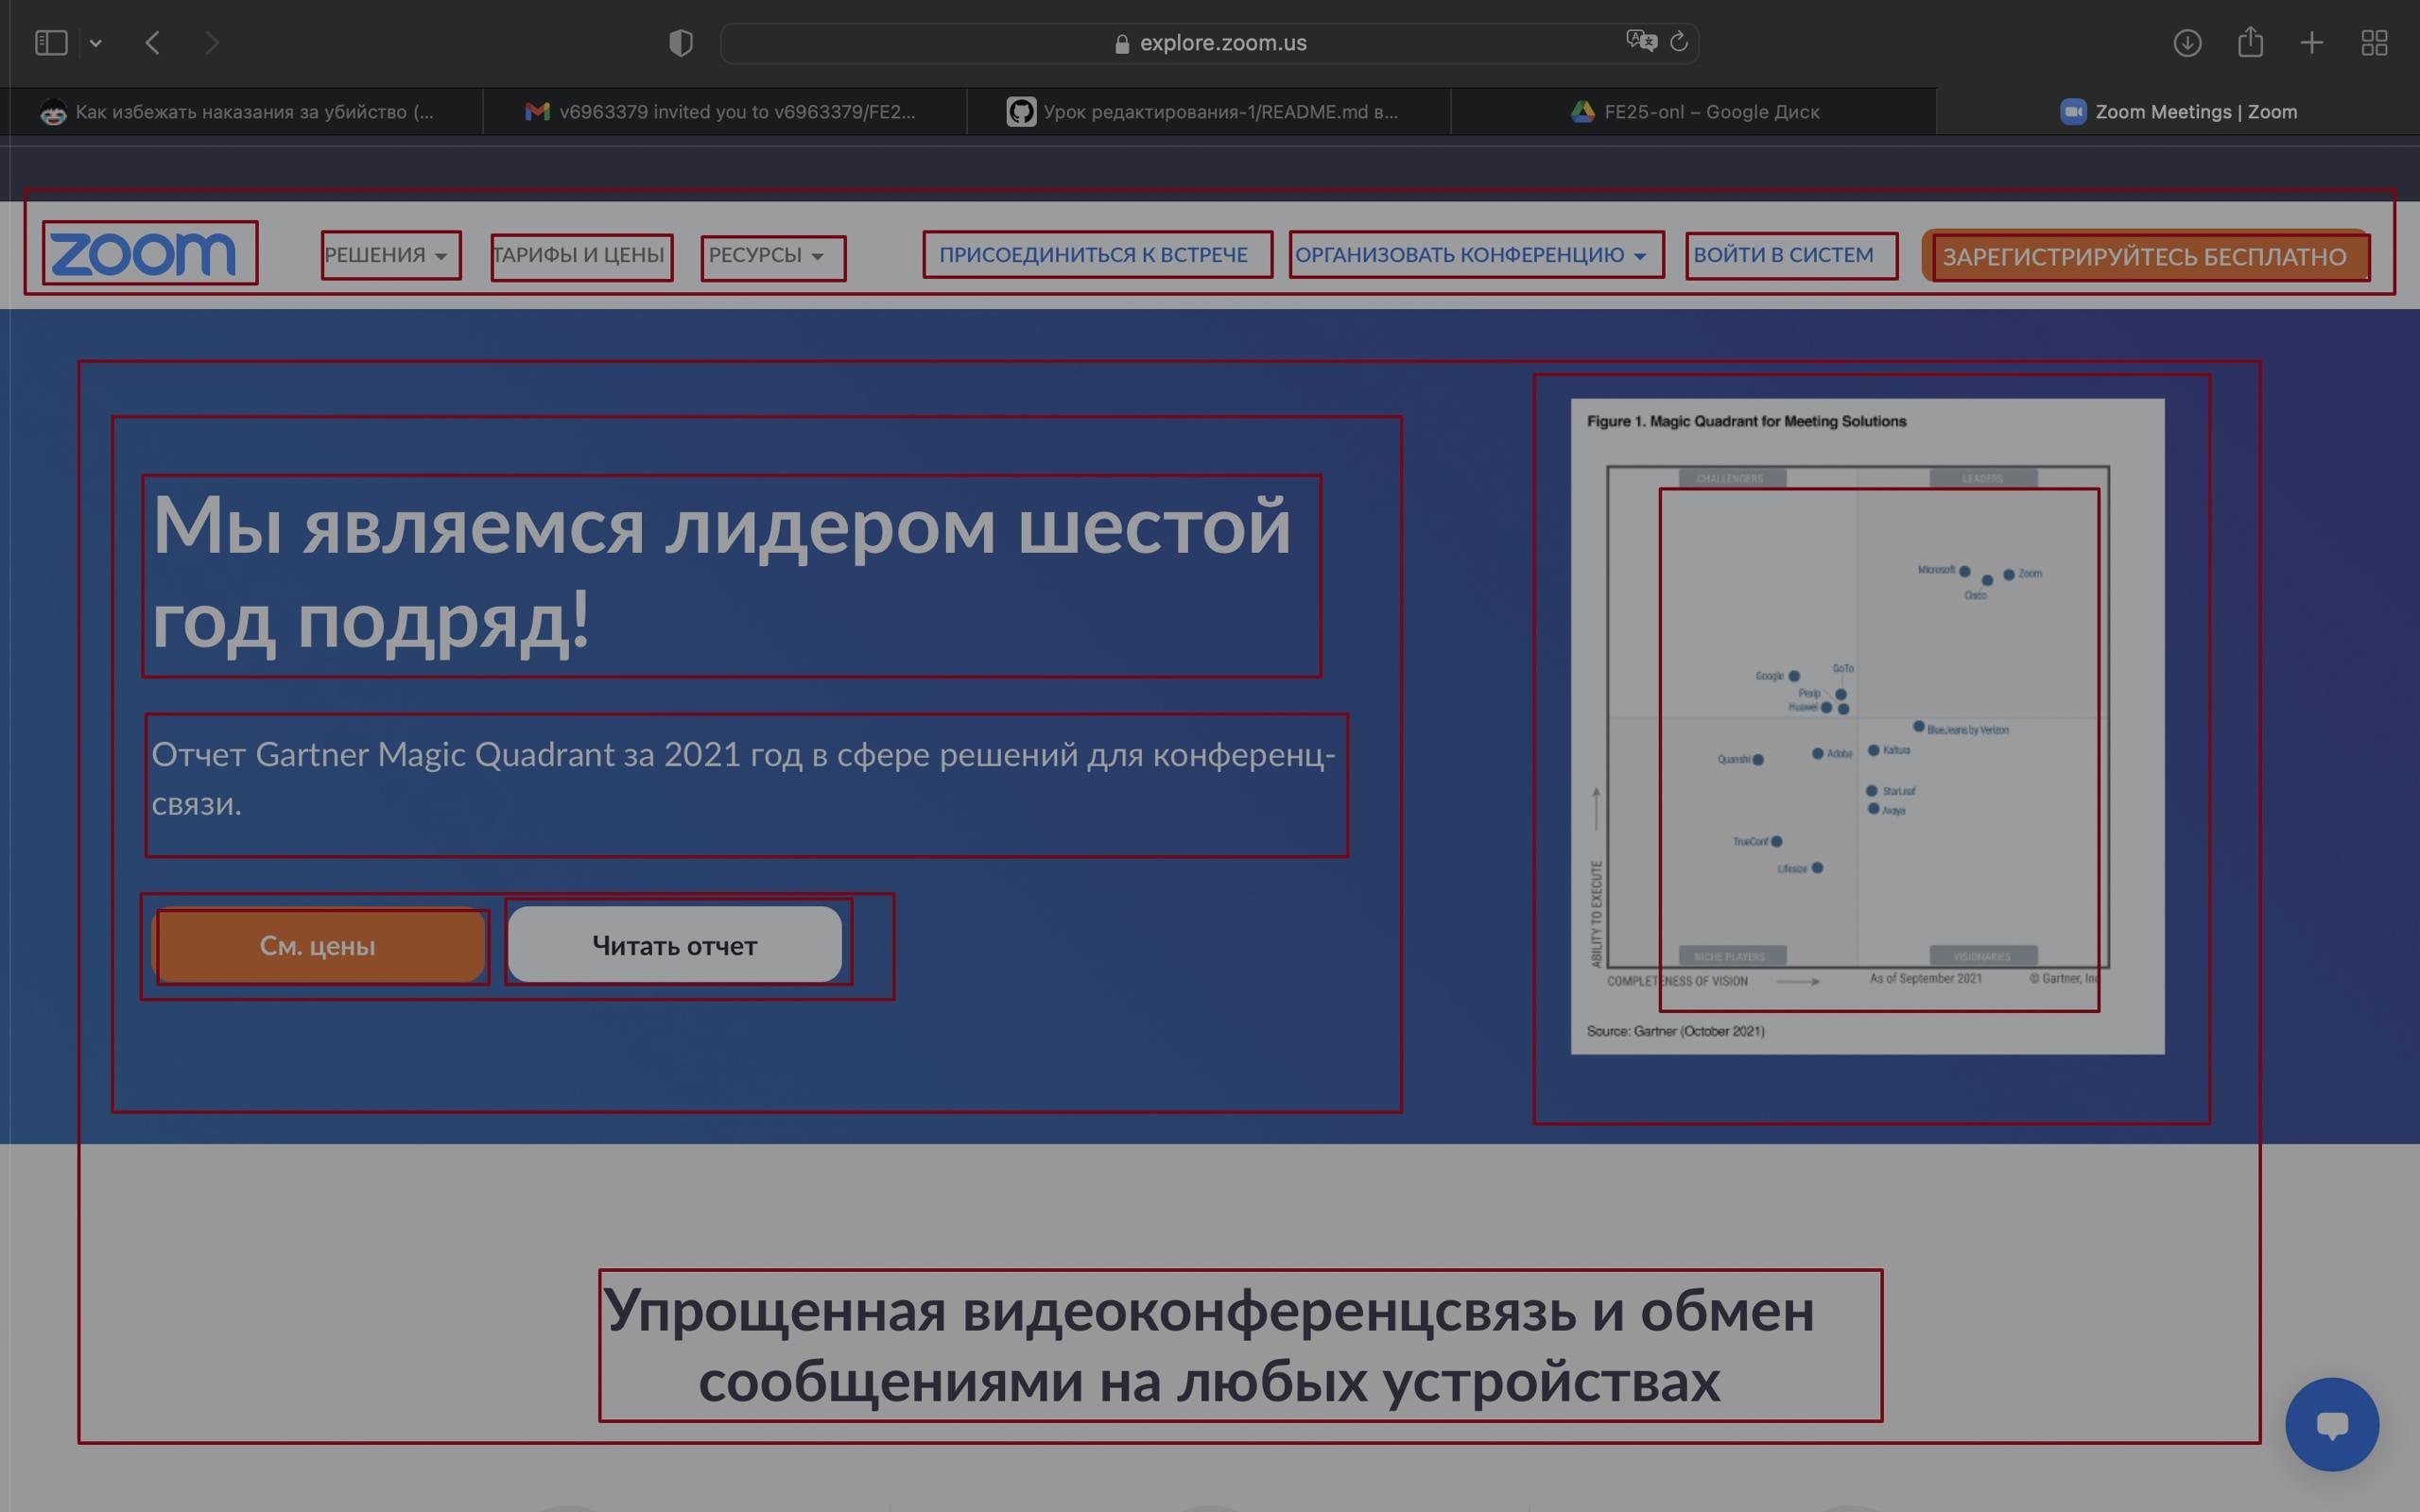 explore.zoom.us
Как избежать наказания за убийство (...
v6963379 invited you to v6963379/FE2...
Урок редактирования-1/README.md в...
FE25-onl – Google Диск
Zoom Meetings | Zoom
zoom
РЕШЕНИЯ
ТАРИФЫ И ЦЕНЫ
РЕСУРСЫ
ПРИСОЕДИНИТЬСЯ К ВСТРЕЧЕ
ОРГАНИЗОВАТЬ КОНФЕРЕНЦИЮ
ВОЙТИ В СИСТЕМ
ЗАРЕГИСТРИРУЙТЕСЬ БЕСПЛАТНО
Мы являемся лидером шестой
год подряд!
Отчет Gartner Magic Quadrant за 2021 год в сфере решений для конференц-
связи.
См. цены
Читать отчет
Figure 1. Magic Quadrant for Meeting Solutions
CHALLENGERS
LEADERS
Microsoft
Zoom
Cisco
Google
GoTo
Pexip
Huawei
BlueJeans by Verizon
Quanshi
Adobe
Kaltura
StarLeaf
Avaya
TrueConf
Lifesize
ABILITY TO EXECUTE
NICHE PLAYERS
VISIONARIES
COMPLETENESS OF VISION
As of September 2021
© Gartner, Inc
Source: Gartner (October 2021)
Упрощенная видеоконференцсвязь и обмен
сообщениями на любых устройствах